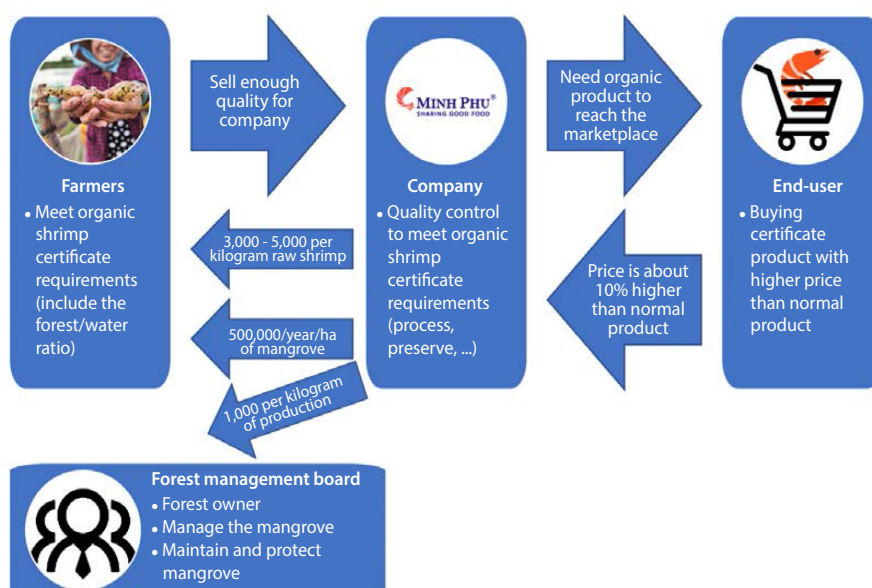 Farmers
• Meet organic
shrimp
certificate
requirements
(include the
forest/water
ratio)
Sell enough
quality for
company
3,000 - 5,000 per
kilogram raw shrimp
500,000/year/ha
of mangrove
1,000 per kilogram
of production
MINH PHU®
SHARING GOOD FOOD
Company
• Quality control
to meet organic
shrimp
certificate
requirements
(process,
preserve, ...)
Need organic
product to
reach the
marketplace
Price is about
10% higher
than normal
product
End-user
• Buying
certificate
product with
higher price
than normal
product
Forest management board
• Forest owner
• Manage the mangrove
• Maintain and protect
mangrove